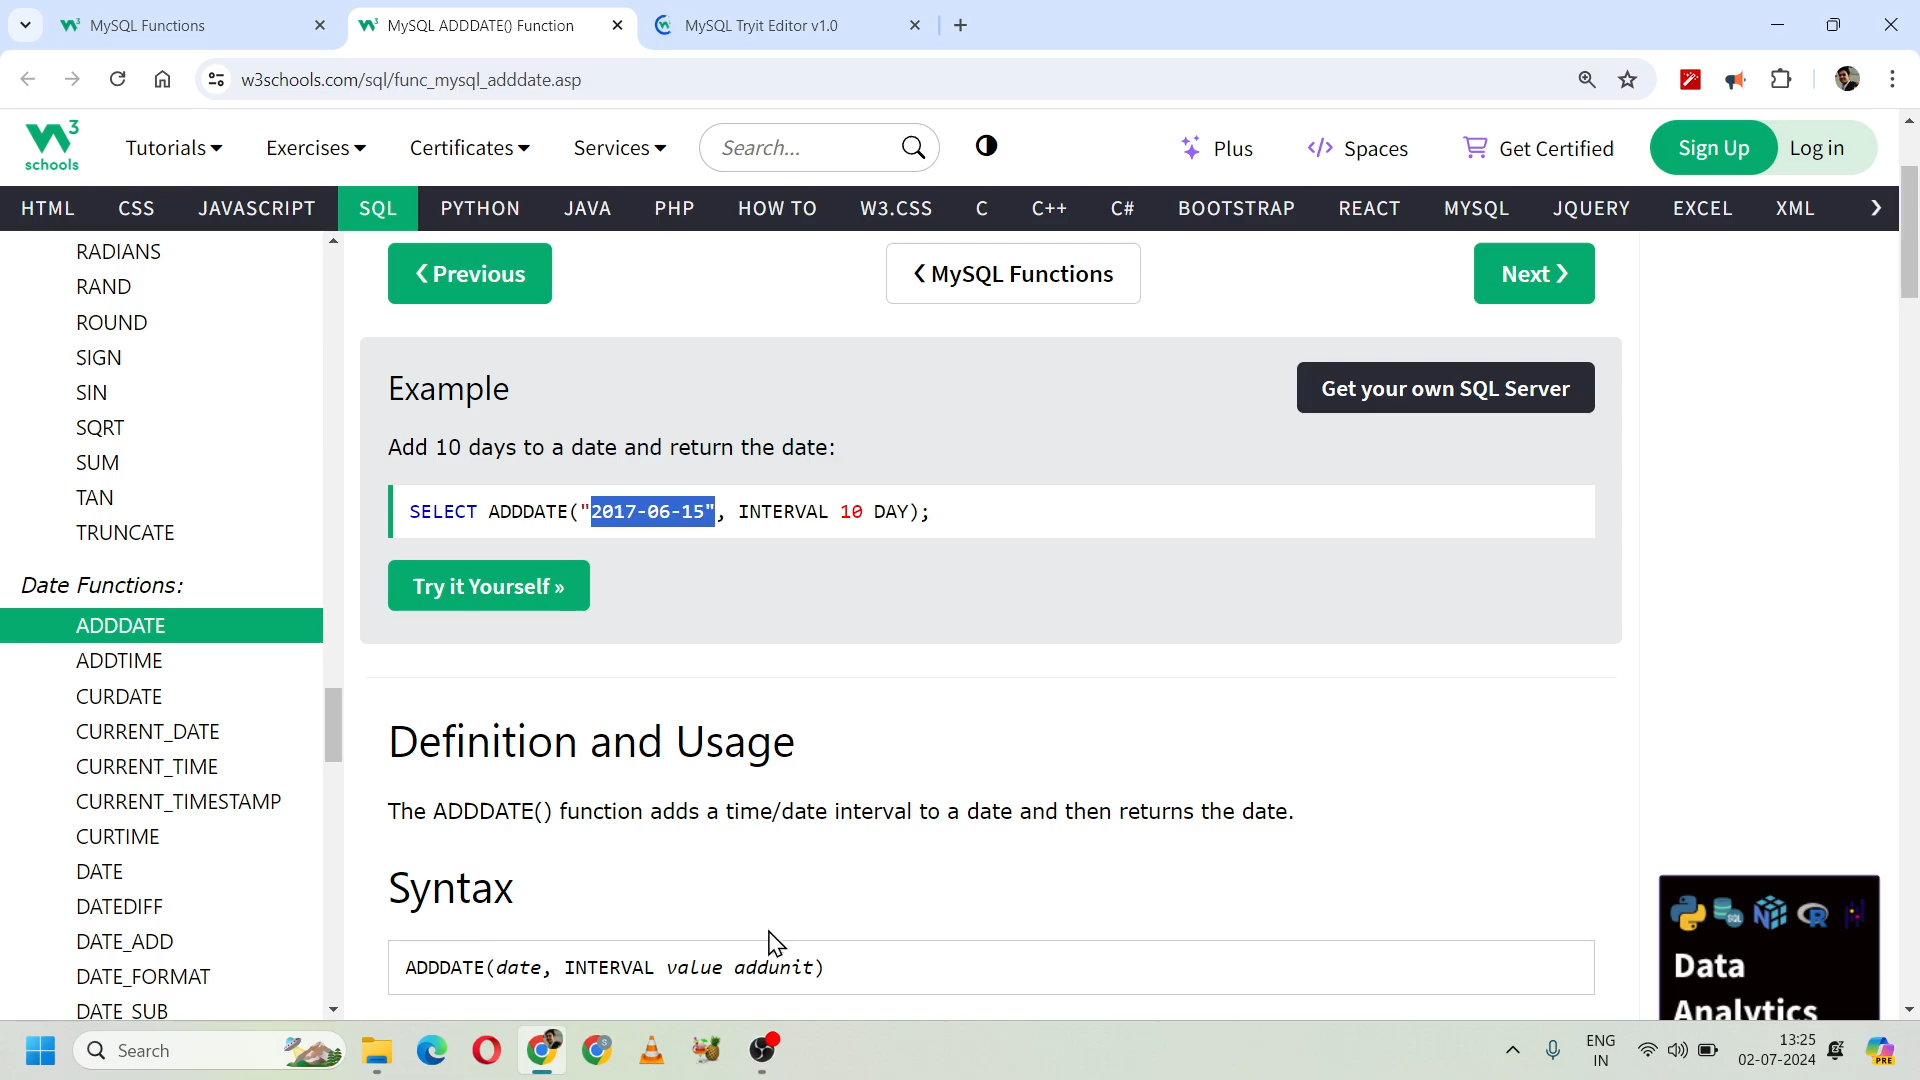 MySQL Functions
MySQL ADDDATE() Function
MySQL Tryit Editor v1.0
w3schools.com/sql/func_mysql_adddate.asp
3
schools
Tutorials
Exercises
Certificates
Services
Search...
Plus
Spaces
Get Certified
Sign Up
Log in
HTML
CSS
JAVASCRIPT
SQL
PYTHON
JAVA
PHP
HOW TO
W3.CSS
C
C++
C#
BOOTSTRAP
REACT
MYSQL
JQUERY
EXCEL
XML
❯
RADIANS
RAND
ROUND
SIGN
SIN
SQRT
SUM
TAN
TRUNCATE
Date Functions:
ADDDATE
ADDTIME
CURDATE
CURRENT_DATE
CURRENT_TIME
CURRENT_TIMESTAMP
CURTIME
DATE
DATEDIFF
DATE_ADD
DATE_FORMAT
DATE_SUB
❮ Previous
❮ MySQL Functions
Next ❯
Example
Get your own SQL Server
Add 10 days to a date and return the date:
SELECT ADDDATE("2017-06-15", INTERVAL 10 DAY);
Try it Yourself »
Definition and Usage
The ADDDATE() function adds a time/date interval to a date and then returns the date.
Syntax
ADDDATE(date, INTERVAL value addunit)
SQL
R
Data
Analytics
Search
ENG
IN
13:25
02-07-2024
PRE